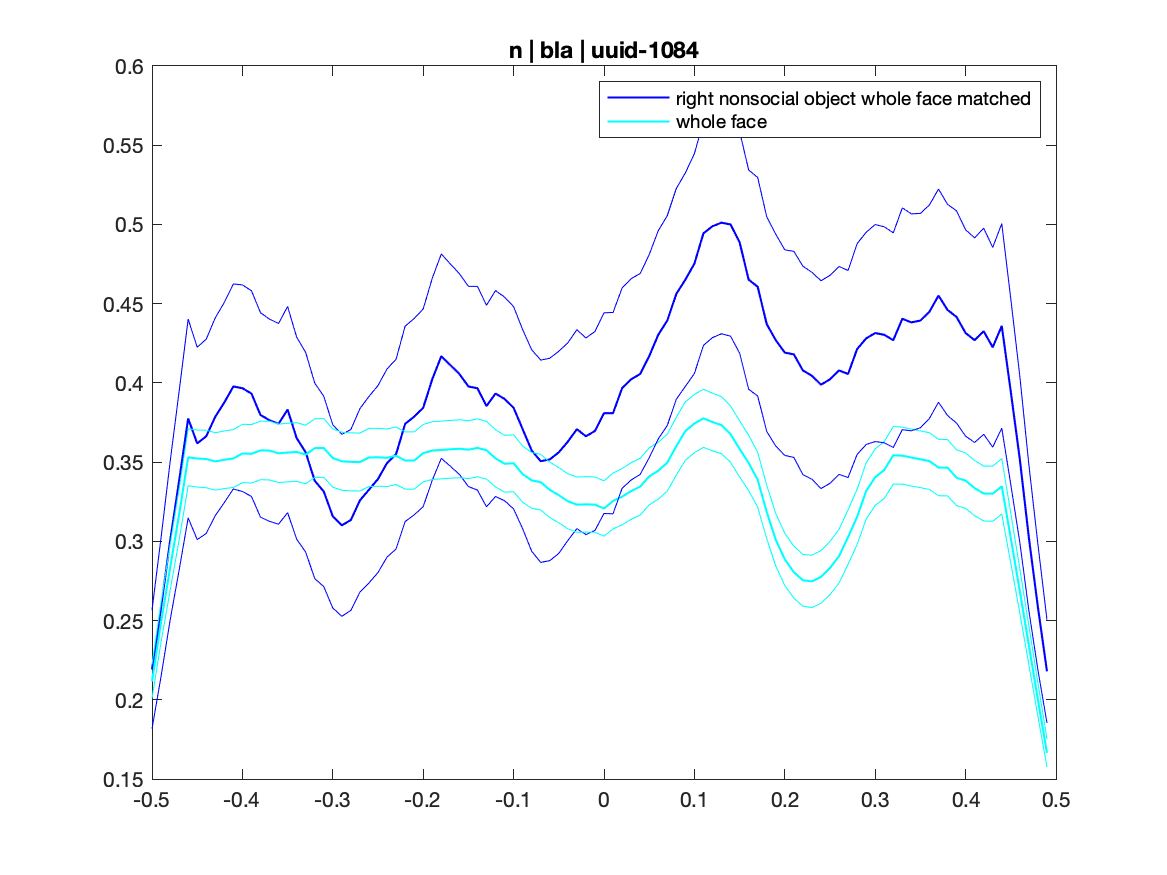 n | bla | uuid-1084
0.6
0.55
0.5
0.45
0.4
0.35
0.3
0.25
0.2
0.15
right nonsocial object whole face matched
whole face
-0.5 -0.4 -0.3 -0.2 -0.1 0 0.1 0.2 0.3 0.4 0.5